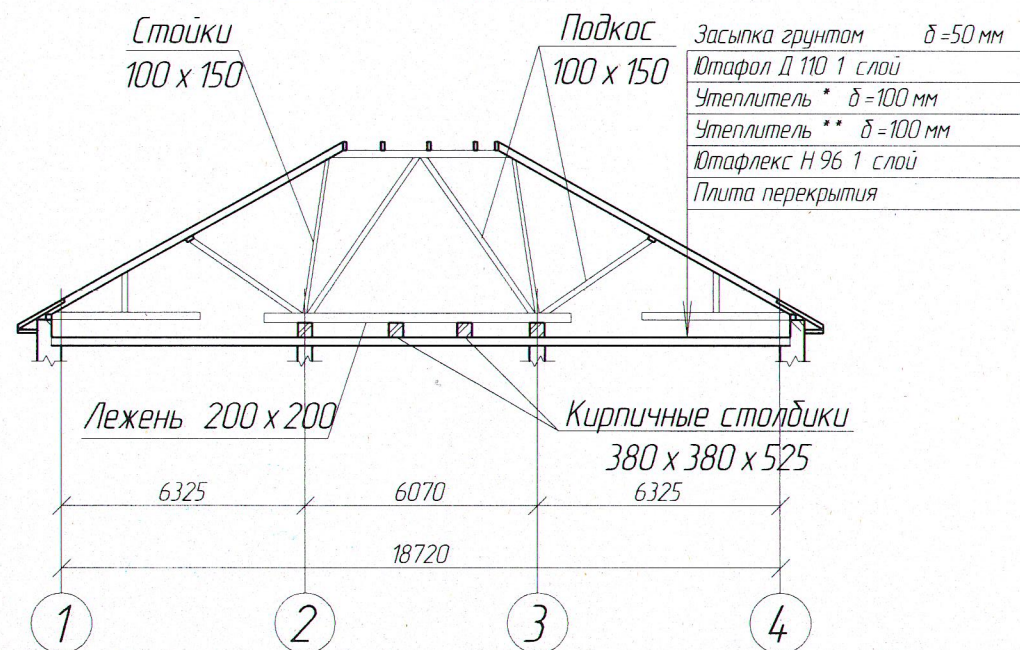 Стойки
100 x 150
Подкос
100 x 150
Засыпка грунтом δ=50 мм
Ютафол Д 110 1 слой
Утеплитель * δ=100 мм
Утеплитель ** δ=100 мм
Ютафлекс Н 96 1 слой
Плита перекрытия
Лежень 200 x 200
Кирпичные столбики
380 x 380 x 525
6325
6070
6325
18720
1
2
3
4